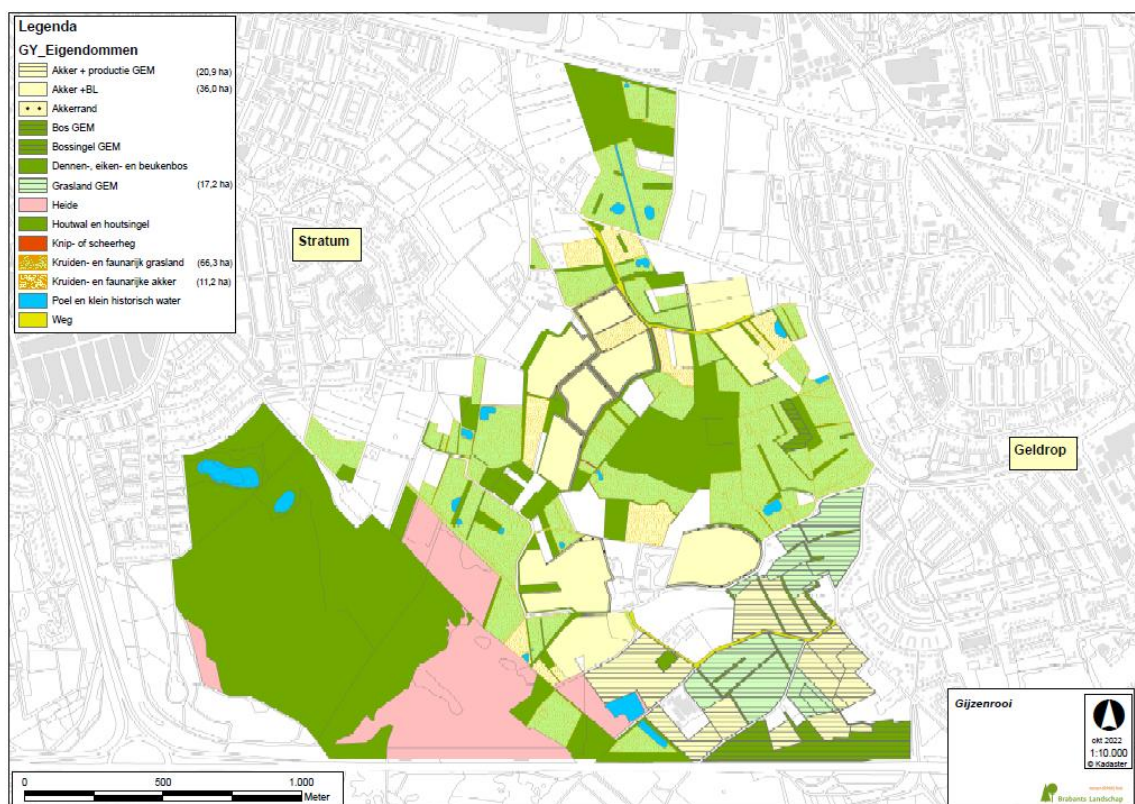 Legenda
GY_Eigendommen
Akker + productie GEM (20,9 ha)
Akker +BL (36,0 ha)
Akkerrand
Bos GEM
Bossingel GEM
Dennen-, eiken- en beukenbos
Grasland GEM (17,2 ha)
Heide
Houtwal en houtsingel
Knip- of scheerheg
Kruiden- en faunarijk grasland (66,3 ha)
Kruiden- en faunarijke akker (11,2 ha)
Poel en klein historisch water
Weg
Stratum
Geldrop
Gijzenrooi
okt 2022
1:10.000
© Kadaster
0 500 1.000
Meter
Brabants Landschap